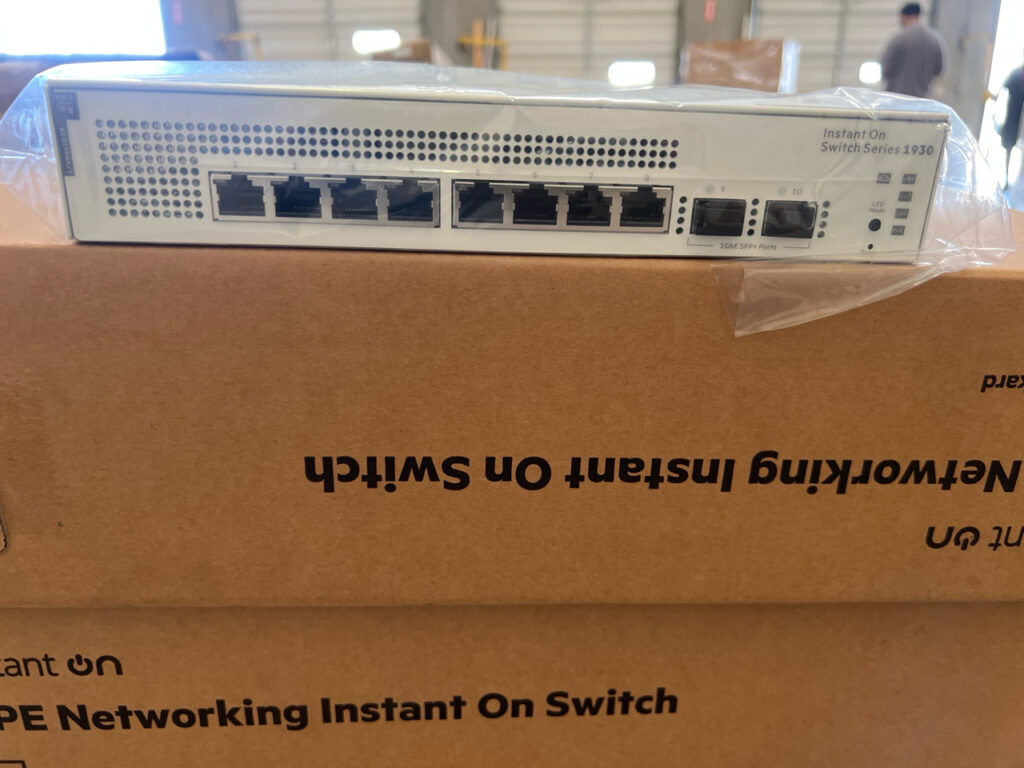 Instant On
Switch Series 1930
1 2 3 4 5 6 7 8 9 10
LED
Mode
1GbE SFP+ Ports
kard
Networking Instant On Switch
nt on
tant on
PE Networking Instant On Switch